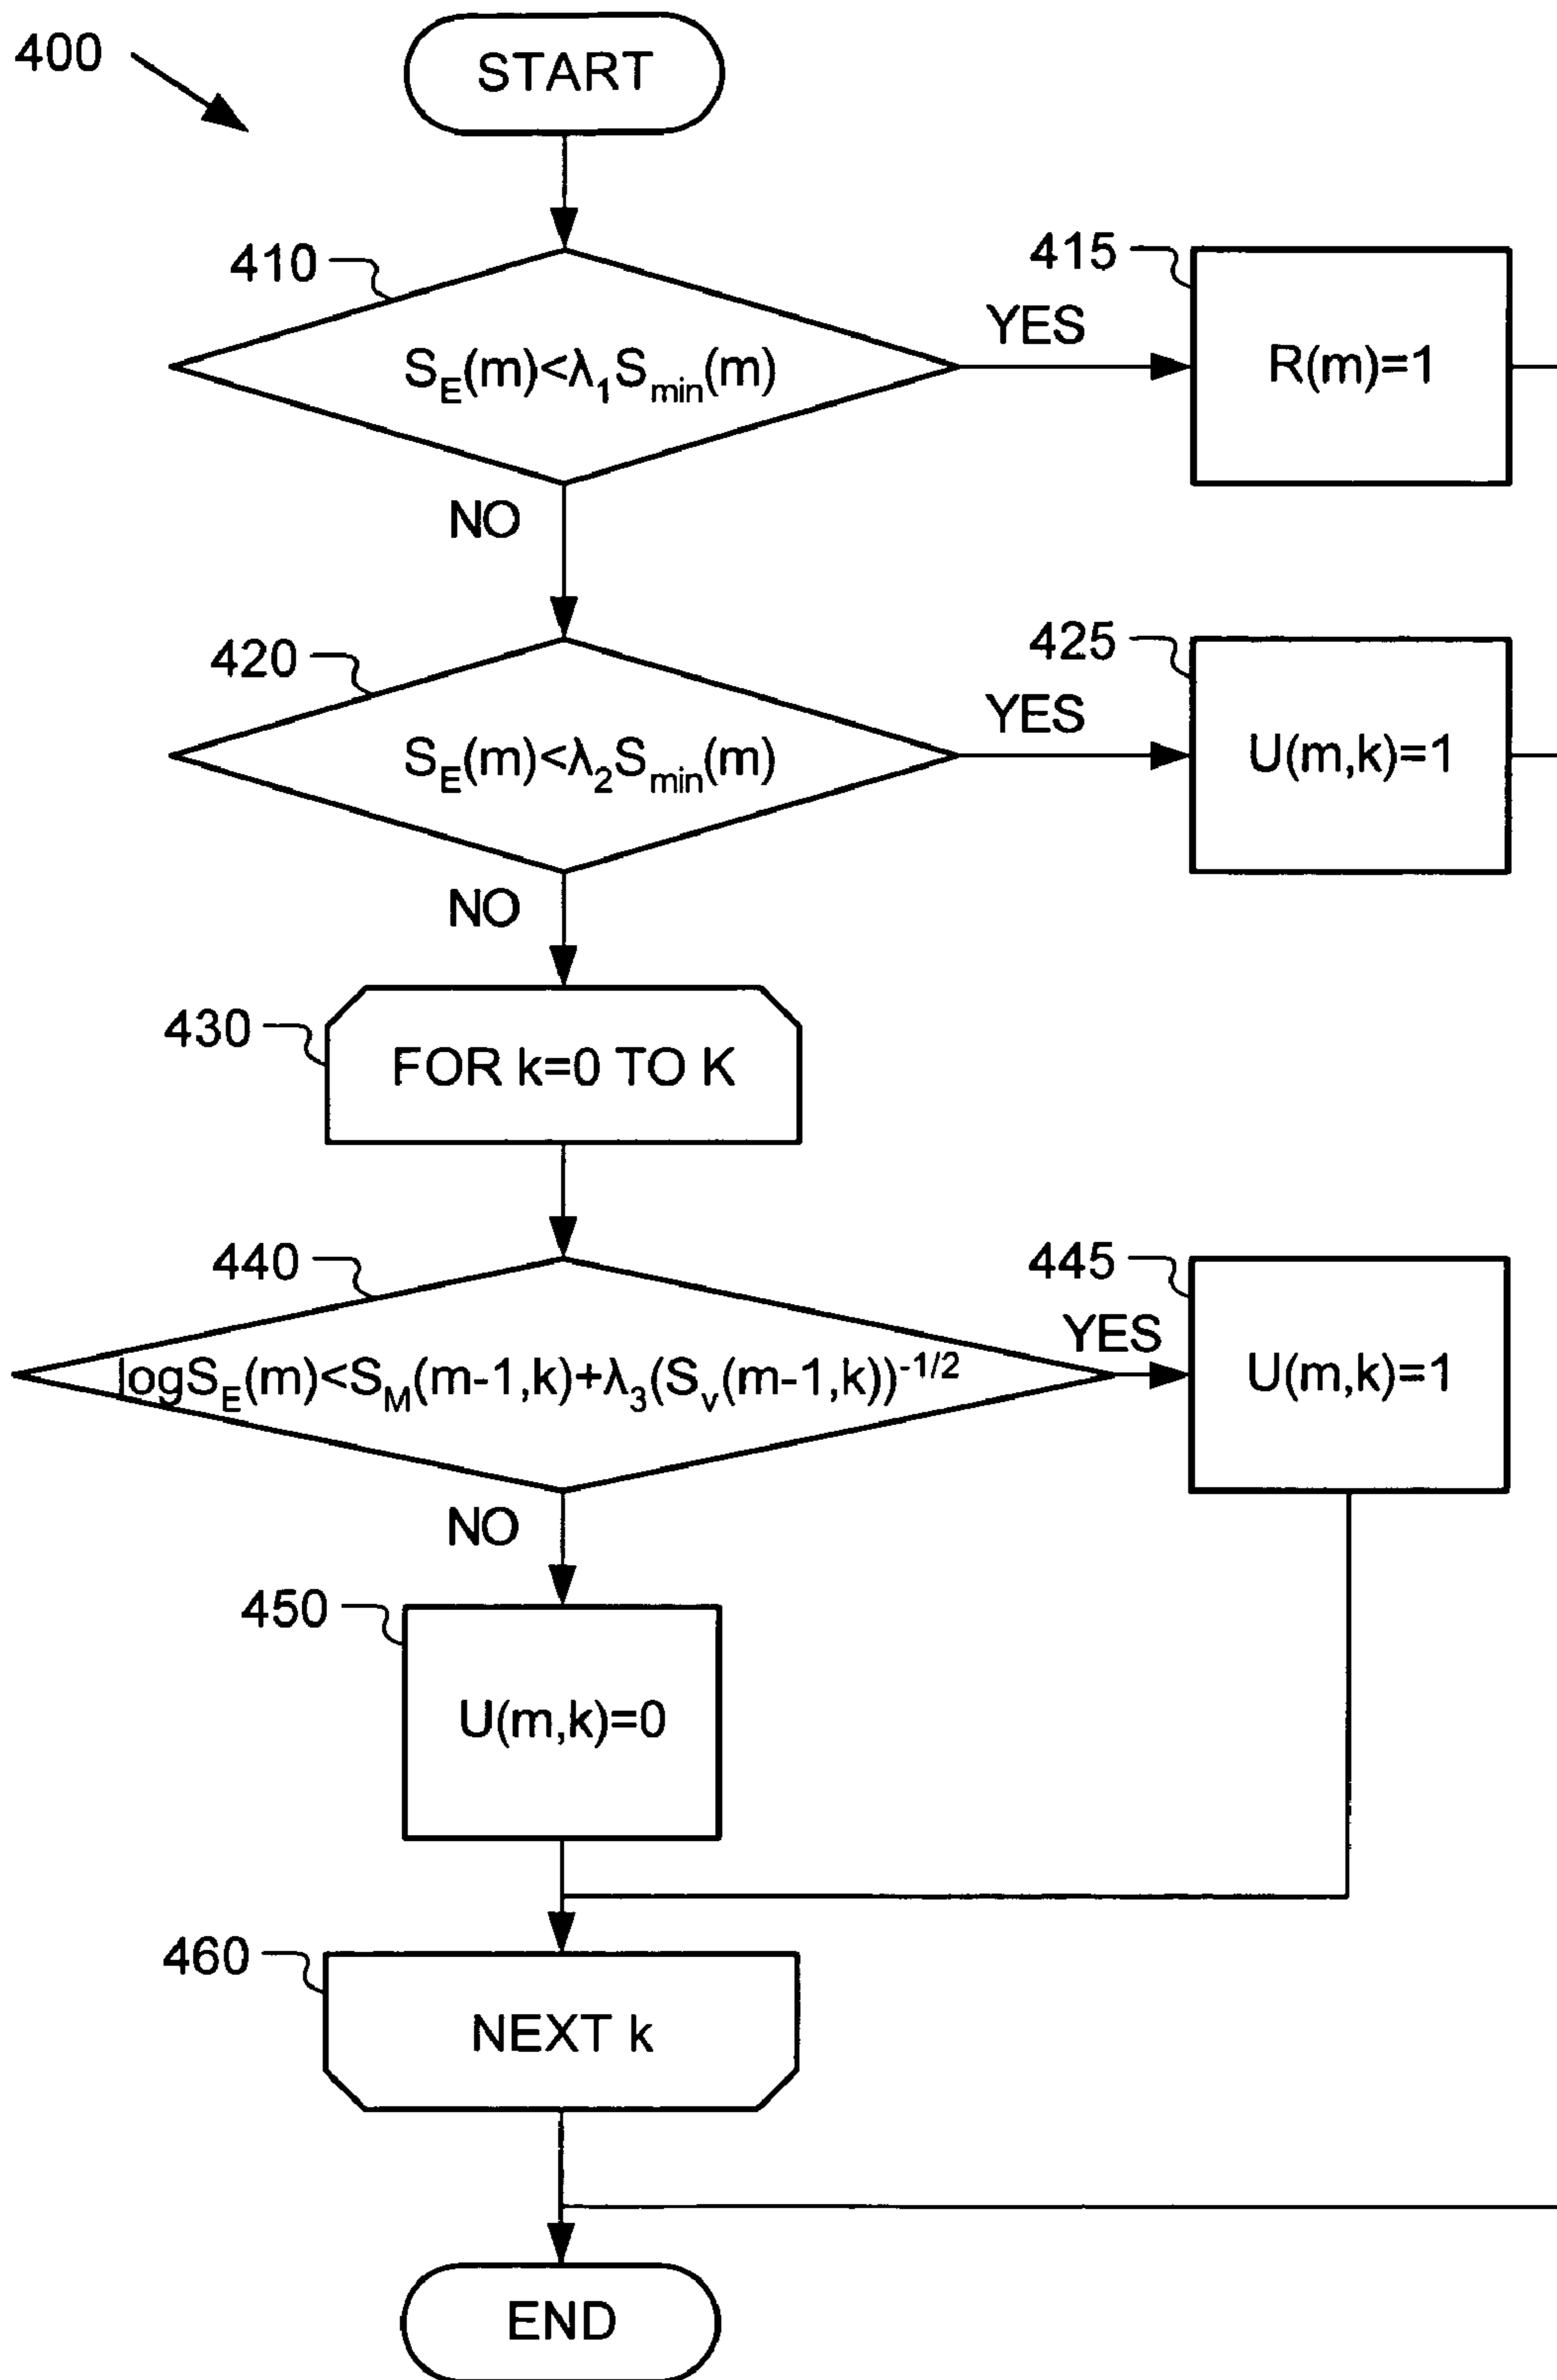 400
START
410
S_E(m)<λ_1S_min(m)
YES
415
R(m)=1
NO
420
S_E(m)<λ_2S_min(m)
YES
425
U(m,k)=1
NO
430
FOR k=0 TO K
440
logS_E(m)<S_M(m-1,k)+λ_3(S_v(m-1,k))^-1/2
YES
445
U(m,k)=1
NO
450
U(m,k)=0
460
NEXT k
END